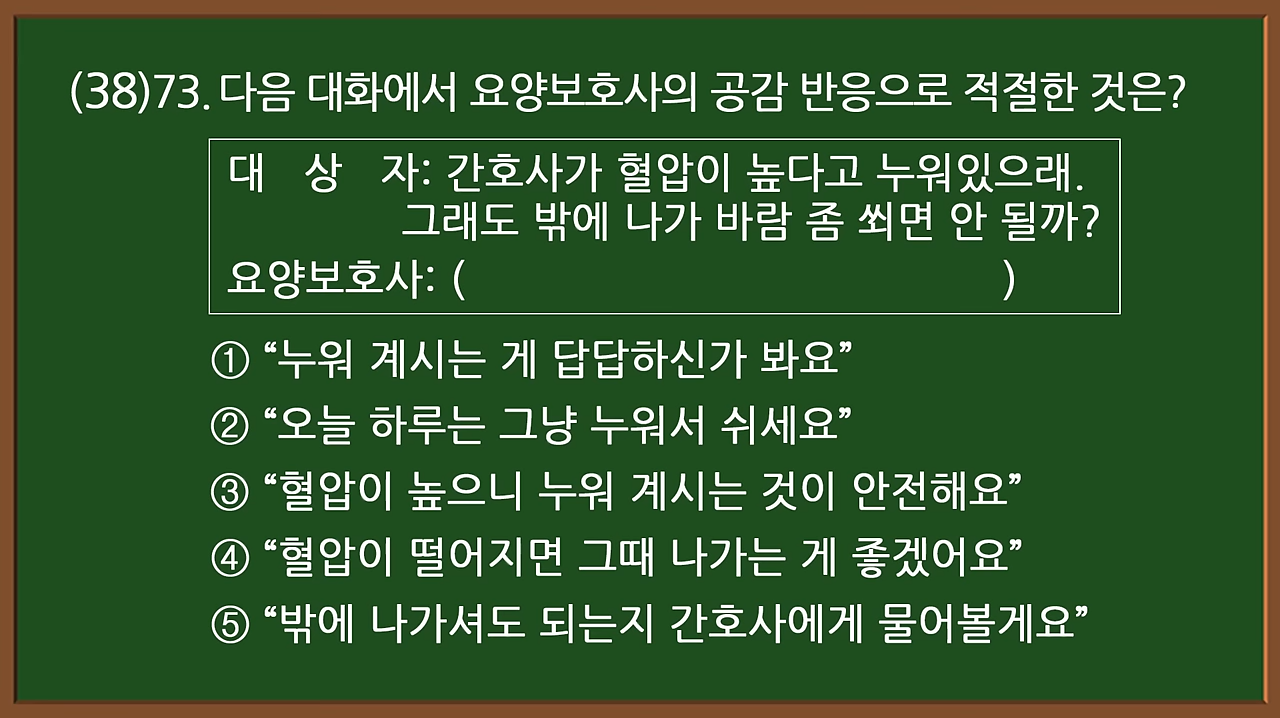 (38)73. 다음 대화에서 요양보호사의 공감 반응으로 적절한 것은?
대 상 자: 간호사가 혈압이 높다고 누워있으래.
그래도 밖에 나가 바람 좀 쐬면 안 될까?
요양보호사: ( )
① “누워 계시는 게 답답하신가 봐요”
② “오늘 하루는 그냥 누워서 쉬세요”
③ “혈압이 높으니 누워 계시는 것이 안전해요”
④ “혈압이 떨어지면 그때 나가는 게 좋겠어요”
⑤ “밖에 나가셔도 되는지 간호사에게 물어볼게요”